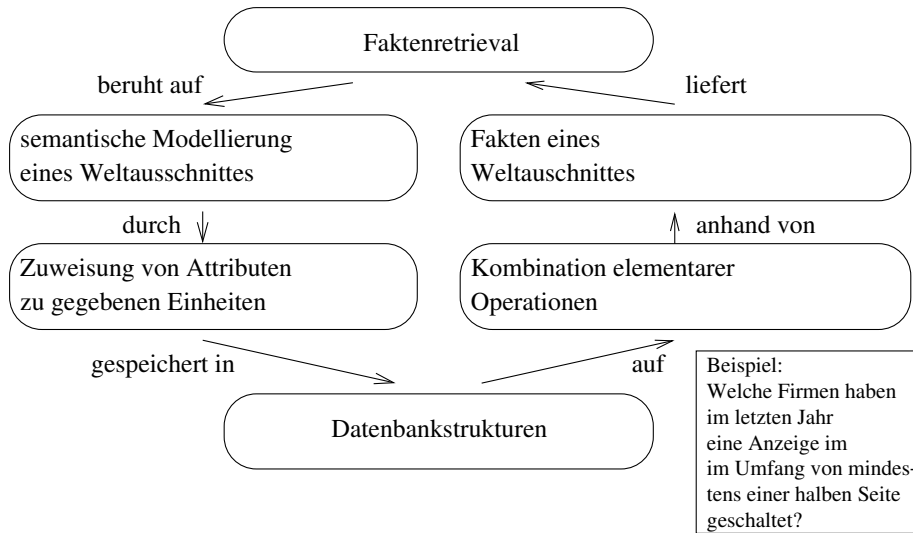 Faktenretrieval
beruht auf
liefert
semantische Modellierung
eines Weltausschnittes
Fakten eines
Weltauschnittes
durch
anhand von
Zuweisung von Attributen
zu gegebenen Einheiten
Kombination elementarer
Operationen
gespeichert in
auf
Datenbankstrukturen
Beispiel:
Welche Firmen haben
im letzten Jahr
eine Anzeige im
im Umfang von mindes-
tens einer halben Seite
geschaltet?